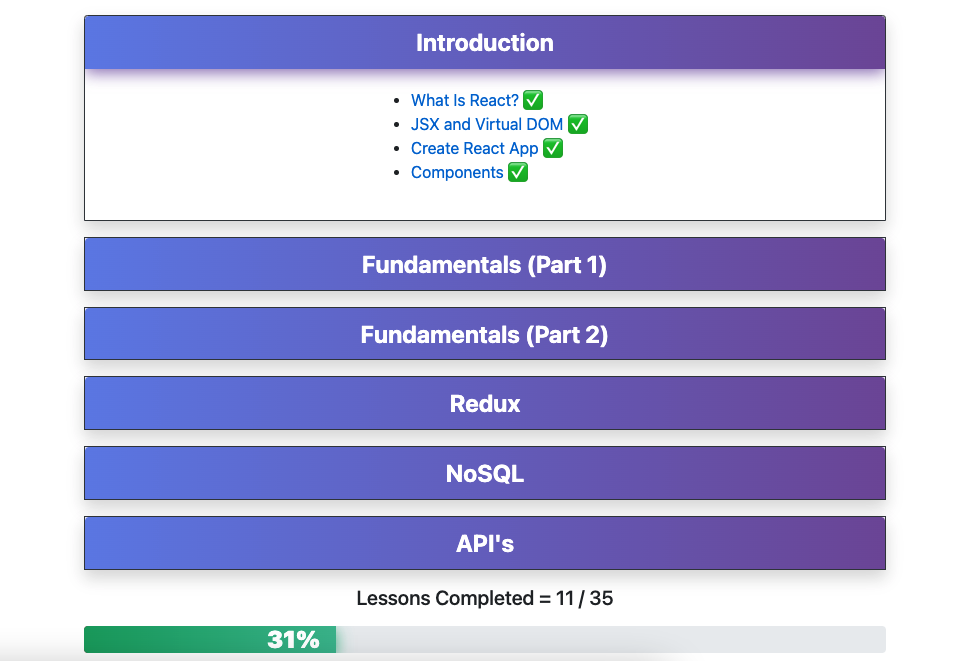 Introduction
What Is React? ✅
JSX and Virtual DOM ✅
Create React App ✅
Components ✅
Fundamentals (Part 1)
Fundamentals (Part 2)
Redux
NoSQL
API's
Lessons Completed = 11 / 35
31%